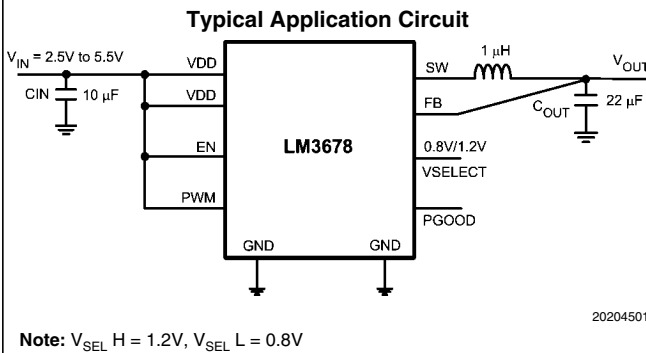 Typical Application Circuit
V_IN = 2.5V to 5.5V
CIN 10 µF
VDD
VDD
EN
PWM
LM3678
GND
GND
SW
FB
0.8V/1.2V
VSELECT
PGOOD
1 µH
V_OUT
C_OUT 22 µF
20204501
Note: V_SEL H = 1.2V, V_SEL L = 0.8V